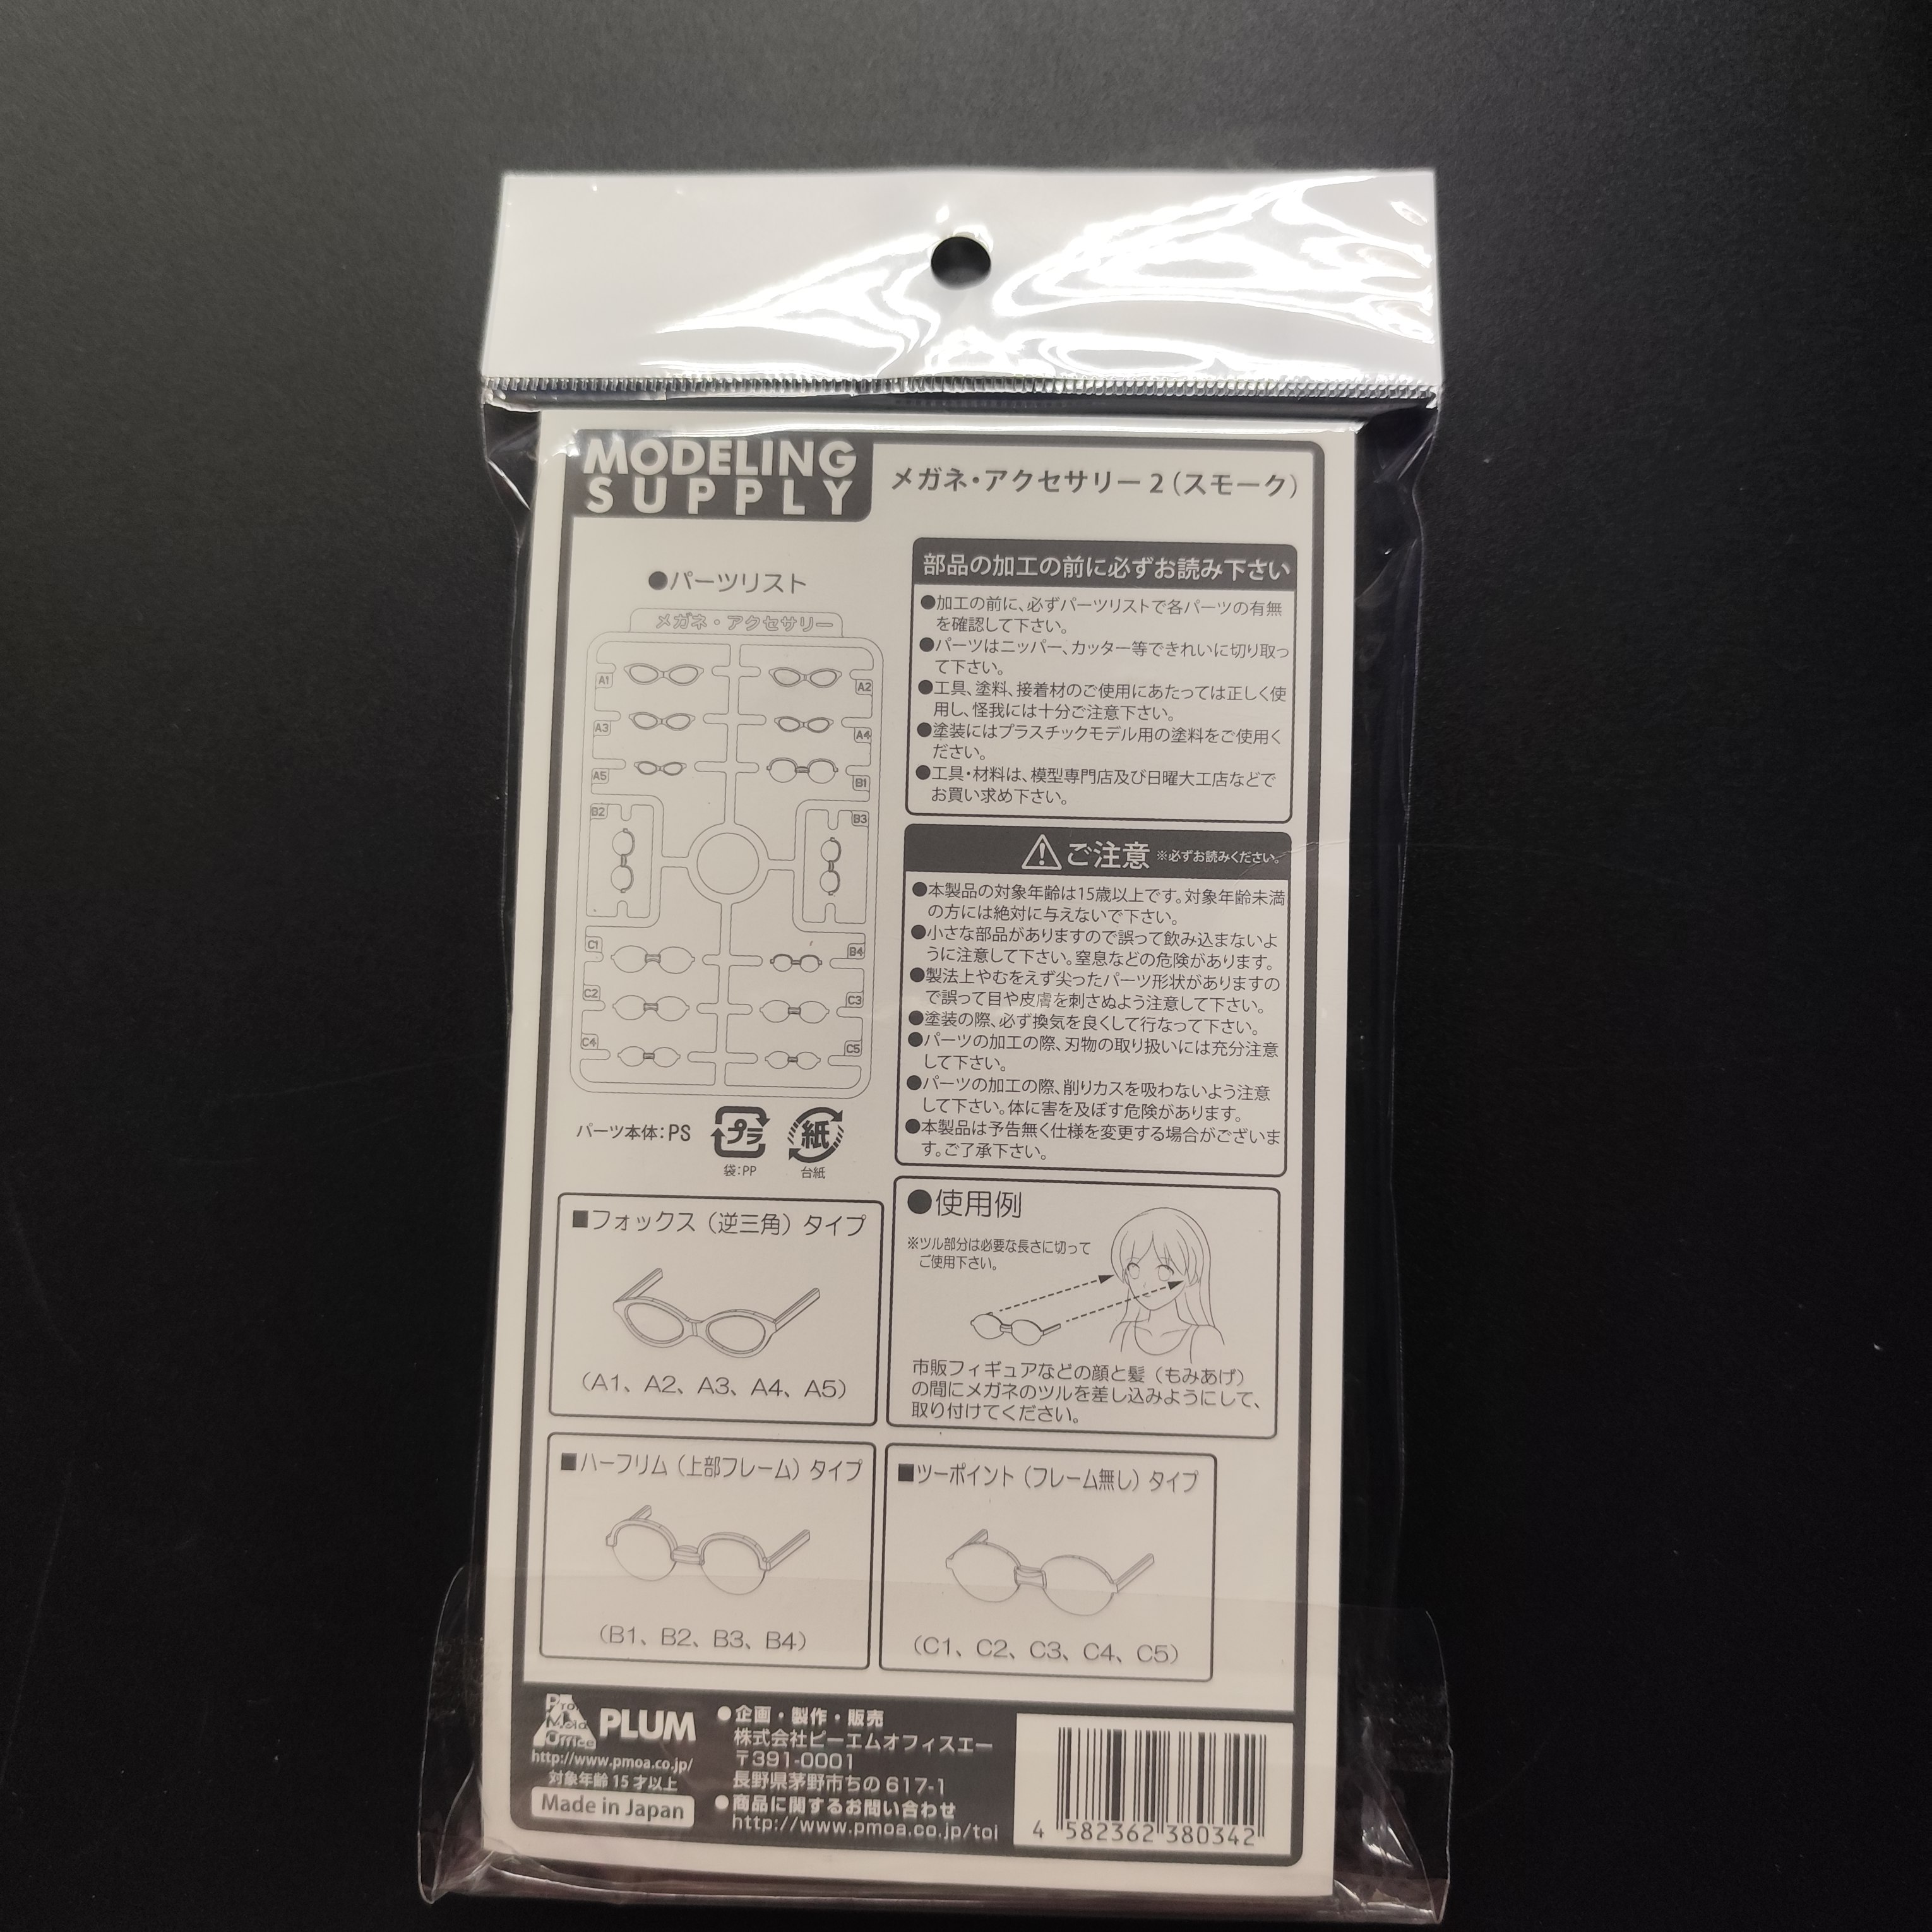 MODELING
SUPPLY
メガネ・アクセサリー2（スモーク）
●パーツリスト
メガネ・アクセサリー
A1
A2
A3
A4
A5
B1
B2
B3
C1
B4
C2
C3
C4
C5
パーツ本体：PS
プラ
袋：PP
紙
台紙
部品の加工の前に必ずお読み下さい
●加工の前に、必ずパーツリストで各パーツの有無
を確認して下さい。
●パーツはニッパー、カッター等できれいに切り取っ
て下さい。
●工具、塗料、接着材のご使用にあたっては正しく使
用し、怪我には十分ご注意下さい。
●塗装にはプラスチックモデル用の塗料をご使用く
ださい。
●工具・材料は、模型専門店及び日曜大工店などで
お買い求め下さい。
ご注意 ※必ずお読みください。
●本製品の対象年齢は15歳以上です。対象年齢未満
の方には絶対に与えないで下さい。
●小さな部品がありますので誤って飲み込まないよ
うに注意して下さい。窒息などの危険があります。
●製法上やむをえず尖ったパーツ形状がありますの
で誤って目や皮膚を刺さぬよう注意して下さい。
●塗装の際、必ず換気を良くして行なって下さい。
●パーツの加工の際、刃物の取り扱いには充分注意
して下さい。
●パーツの加工の際、削りカスを吸わないよう注意
して下さい。体に害を及ぼす危険があります。
●本製品は予告無く仕様を変更する場合がございま
す。ご了承下さい。
■フォックス（逆三角）タイプ
（A1、A2、A3、A4、A5）
●使用例
※ツル部分は必要な長さに切って
ご使用下さい。
市販フィギュアなどの顔と髪（もみあげ）
の間にメガネのツルを差し込みようにして、
取り付けてください。
■ハーフリム（上部フレーム）タイプ
（B1、B2、B3、B4）
■ツーポイント（フレーム無し）タイプ
（C1、C2、C3、C4、C5）
Pro
Mela
Office
PLUM
http://www.pmoa.co.jp/
対象年齢15才以上
Made in Japan
●企画・製作・販売
株式会社ピーエムオフィスエー
〒391-0001
長野県茅野市ちの617-1
●商品に関するお問い合わせ
http://www.pmoa.co.jp/toi
4 582362 380342